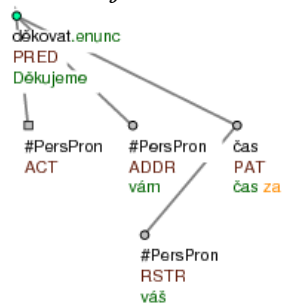 děkovat.enunc
PRED
Děkujeme
#PersPron #PersPron čas
ACT ADDR PAT
vám čas za
#PersPron
RSTR
váš